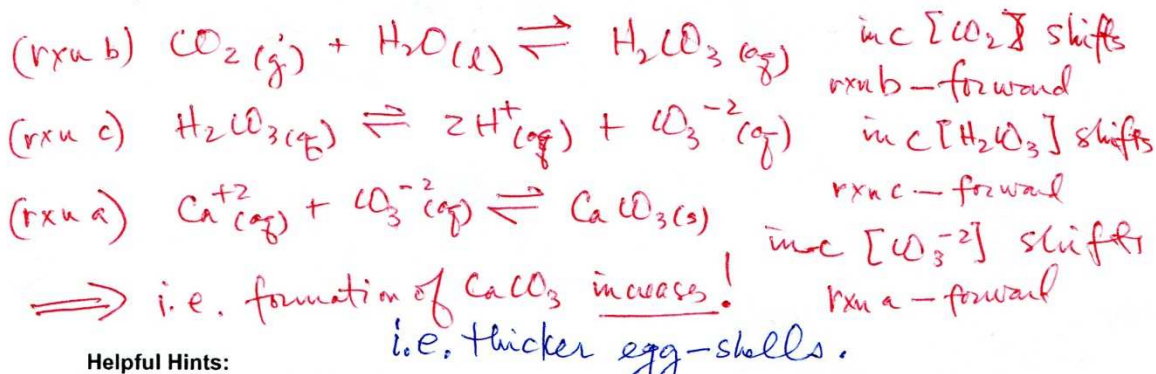 (rxn b) CO₂(g) + H₂O(l) ⇌ H₂CO₃(aq) inc [CO₂] shifts
rxn b – forward
(rxn c) H₂CO₃(aq) ⇌ 2H⁺(aq) + CO₃⁻²(aq) inc [H₂CO₃] shifts
rxn c – forward
(rxn a) Ca⁺²(aq) + CO₃⁻²(aq) ⇌ CaCO₃(s)
inc [CO₃⁻²] shifts
rxn a – forward
⟹ i.e. formation of CaCO₃ increases!
i.e. thicker egg-shells.
Helpful Hints: